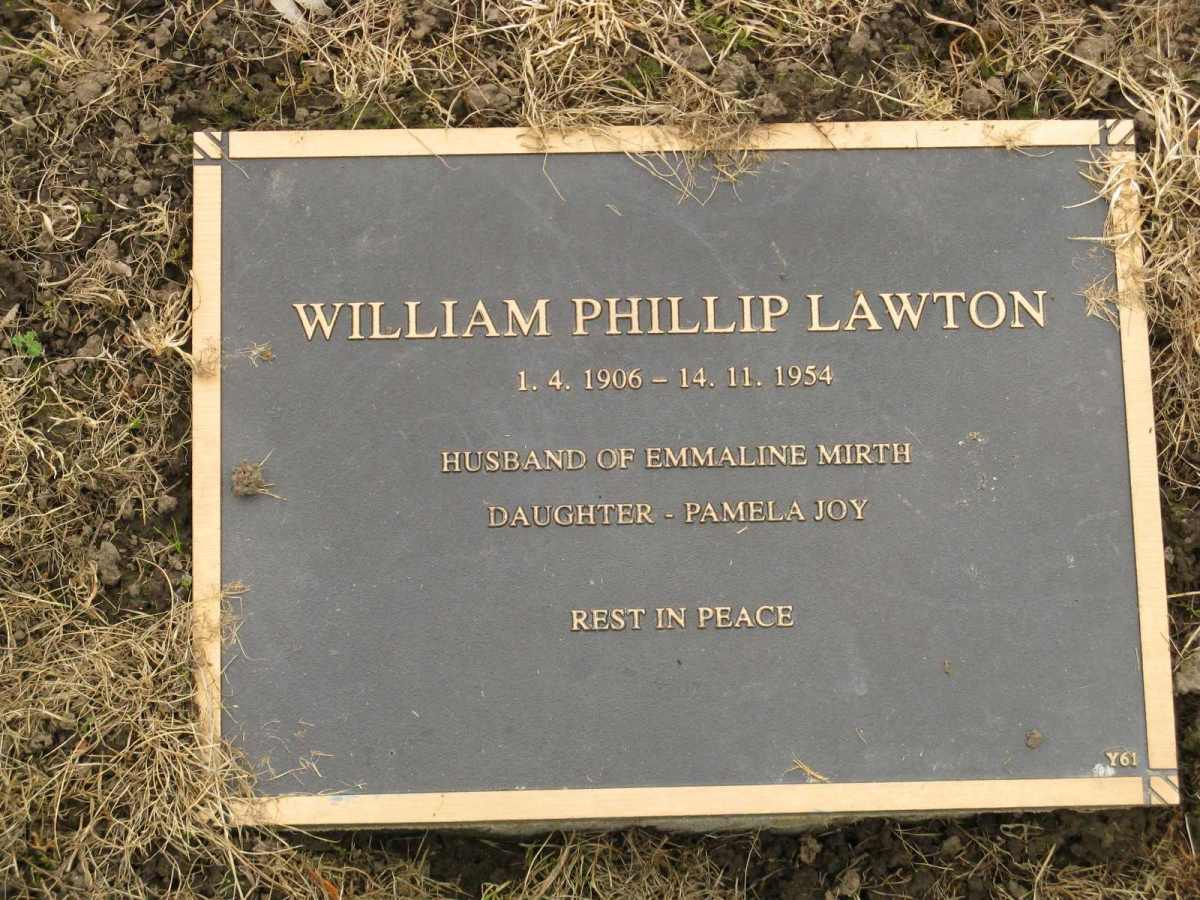 WILLIAM PHILLIP LAWTON
1. 4. 1906 – 14. 11. 1954
HUSBAND OF EMMALINE MIRTH
DAUGHTER - PAMELA JOY
REST IN PEACE
Y61